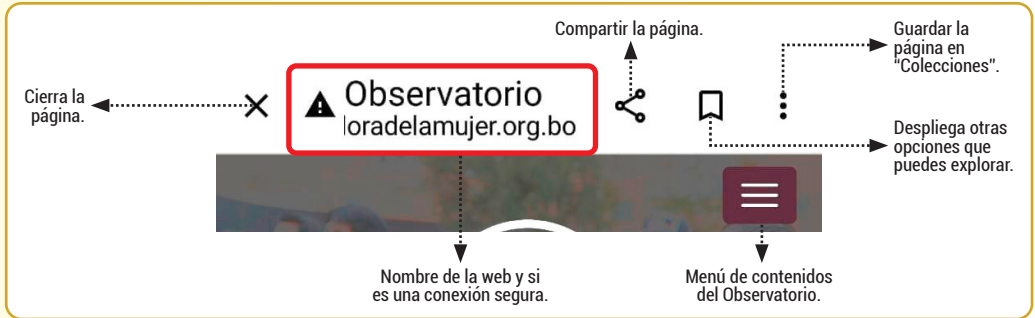 Compartir la página.
Guardar la
página en
“Colecciones”.
Cierra la
página.
Observatorio
loradelamujer.org.bo
Despliega otras
opciones que
puedes explorar.
Nombre de la web y si
es una conexión segura.
Menú de contenidos
del Observatorio.